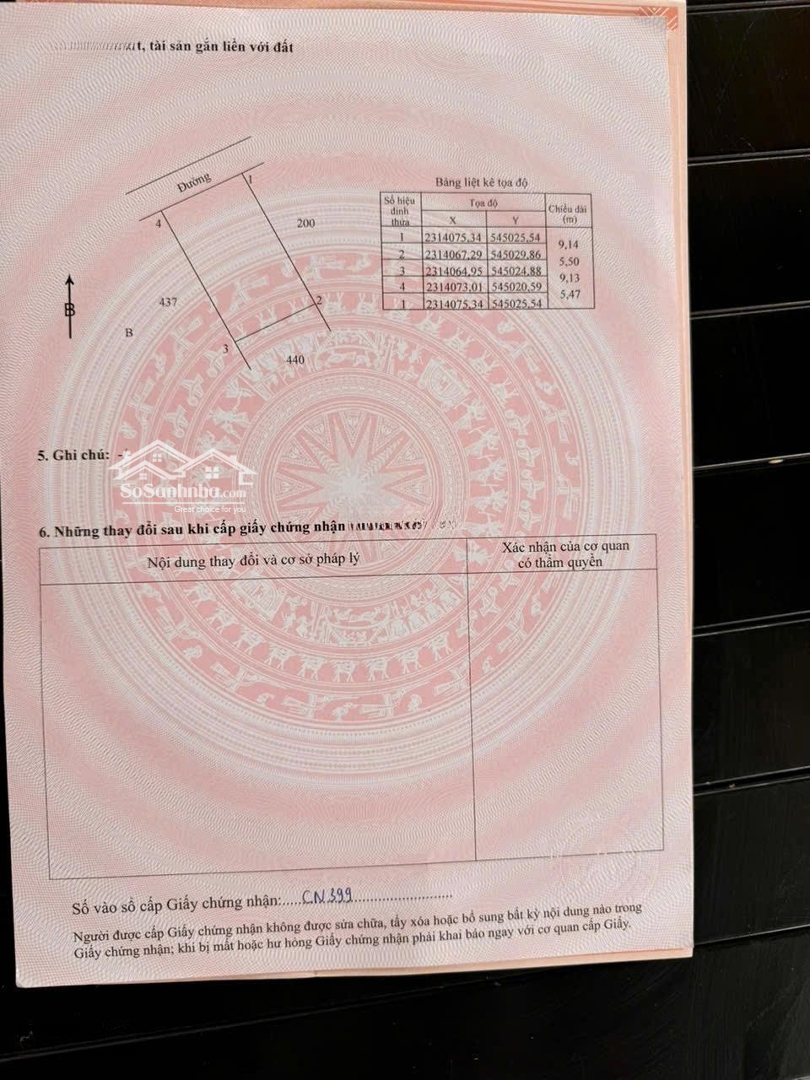 t, tài sản gắn liền với đất
Đường
1
4
200
2
437
B
B
3
440
Bảng liệt kê tọa độ
Số hiệu đỉnh thửa
Tọa độ
Chiều dài (m)
X Y
1 2314075,34 545025,54
9,14
2 2314067,29 545029,86
5,50
3 2314064,95 545024,88
9,13
4 2314073,01 545020,59
5,47
1 2314075,34 545025,54
5. Ghi chú: -
SoSanhnha.com
Great choice for you
6. Những thay đổi sau khi cấp giấy chứng nhận
Nội dung thay đổi và cơ sở pháp lý
Xác nhận của cơ quan
có thẩm quyền
Số vào sổ cấp Giấy chứng nhận:.....CN399..........................
Người được cấp Giấy chứng nhận không được sửa chữa, tẩy xóa hoặc bổ sung bất kỳ nội dung nào trong
Giấy chứng nhận; khi bị mất hoặc hư hỏng Giấy chứng nhận phải khai báo ngay với cơ quan cấp Giấy.